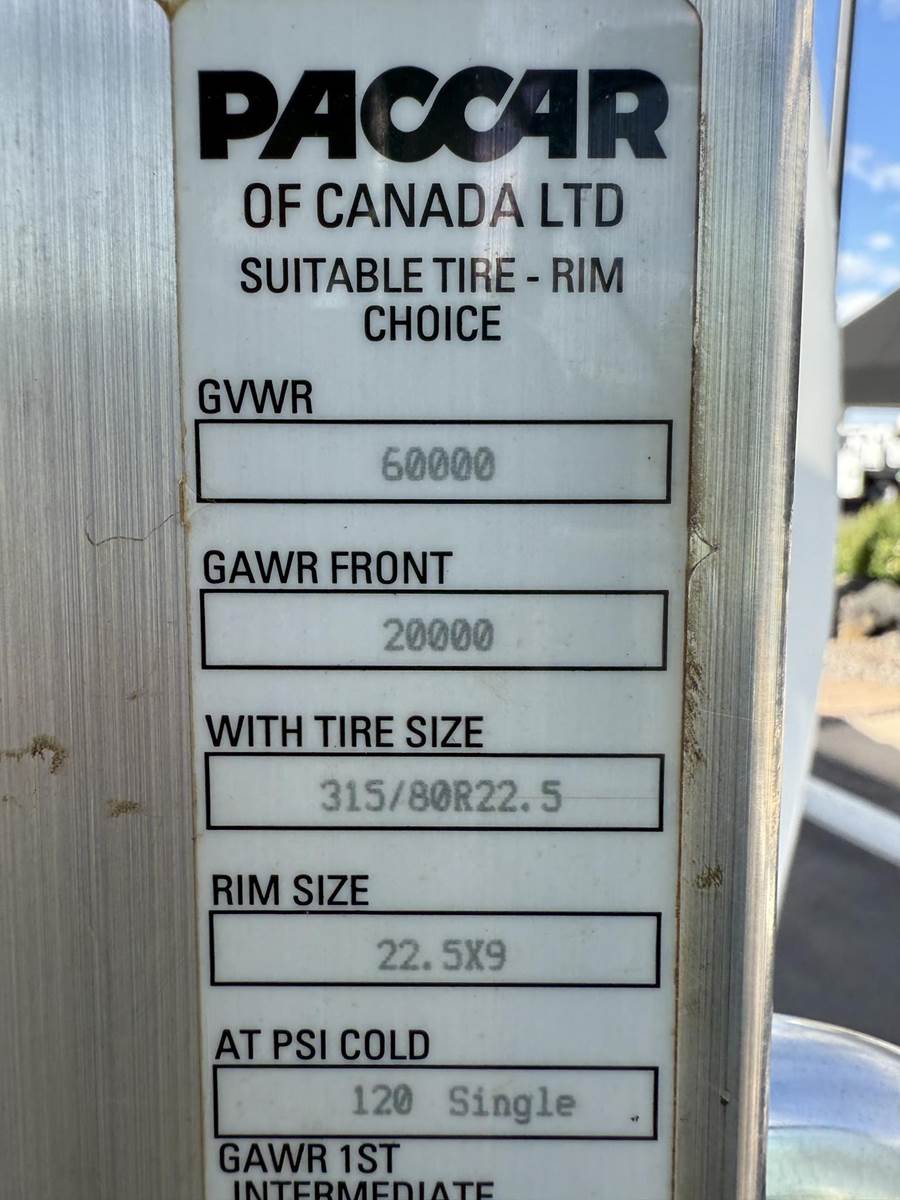 PACCAR
OF CANADA LTD
SUITABLE TIRE - RIM
CHOICE
GVWR
60000
GAWR FRONT
20000
WITH TIRE SIZE
315/80R22.5
RIM SIZE
22.5X9
AT PSI COLD
120 Single
GAWR 1ST
INTERMEDIATE